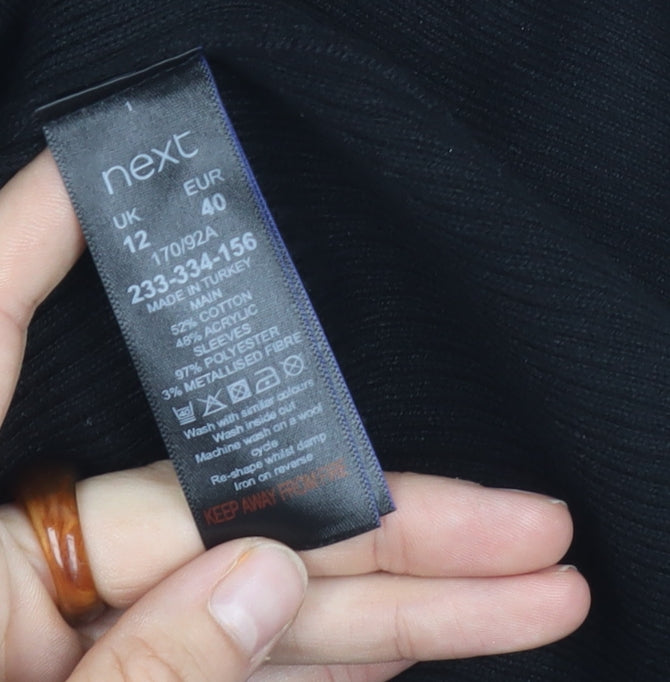 1
next
UK EUR
12 40
170/92A
233-334-156
MADE IN TURKEY
MAIN
52% COTTON
48% ACRYLIC
SLEEVES
97% POLYESTER
3% METALLISED FIBRE
Wash with similar colours
Wash inside out
Machine wash on a wool
cycle
Re-shape whilst damp
Iron on reverse
KEEP AWAY FROM FIRE